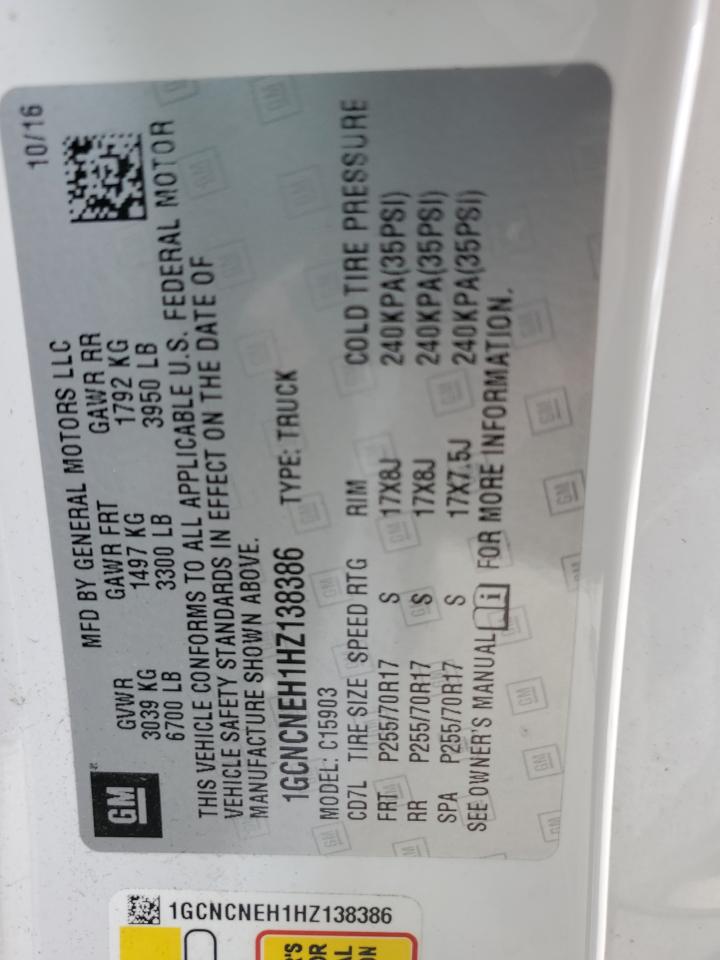 GM
MFD BY GENERAL MOTORS LLC 10/16
GVWR GAWR FRT GAWR RR
3039 KG 1497 KG 1792 KG
6700 LB 3300 LB 3950 LB
THIS VEHICLE CONFORMS TO ALL APPLICABLE U.S. FEDERAL MOTOR
VEHICLE SAFETY STANDARDS IN EFFECT ON THE DATE OF
MANUFACTURE SHOWN ABOVE.
1GCNCNEH1HZ138386 TYPE: TRUCK
MODEL: C15903
CD7L TIRE SIZE SPEED RTG RIM COLD TIRE PRESSURE
FRT P255/70R17 S 17X8J 240KPA(35PSI)
RR P255/70R17 S 17X8J 240KPA(35PSI)
SPA P255/70R17 S 17X7.5J 240KPA(35PSI)
SEE OWNER'S MANUAL FOR MORE INFORMATION.
1GCNCNEH1HZ138386